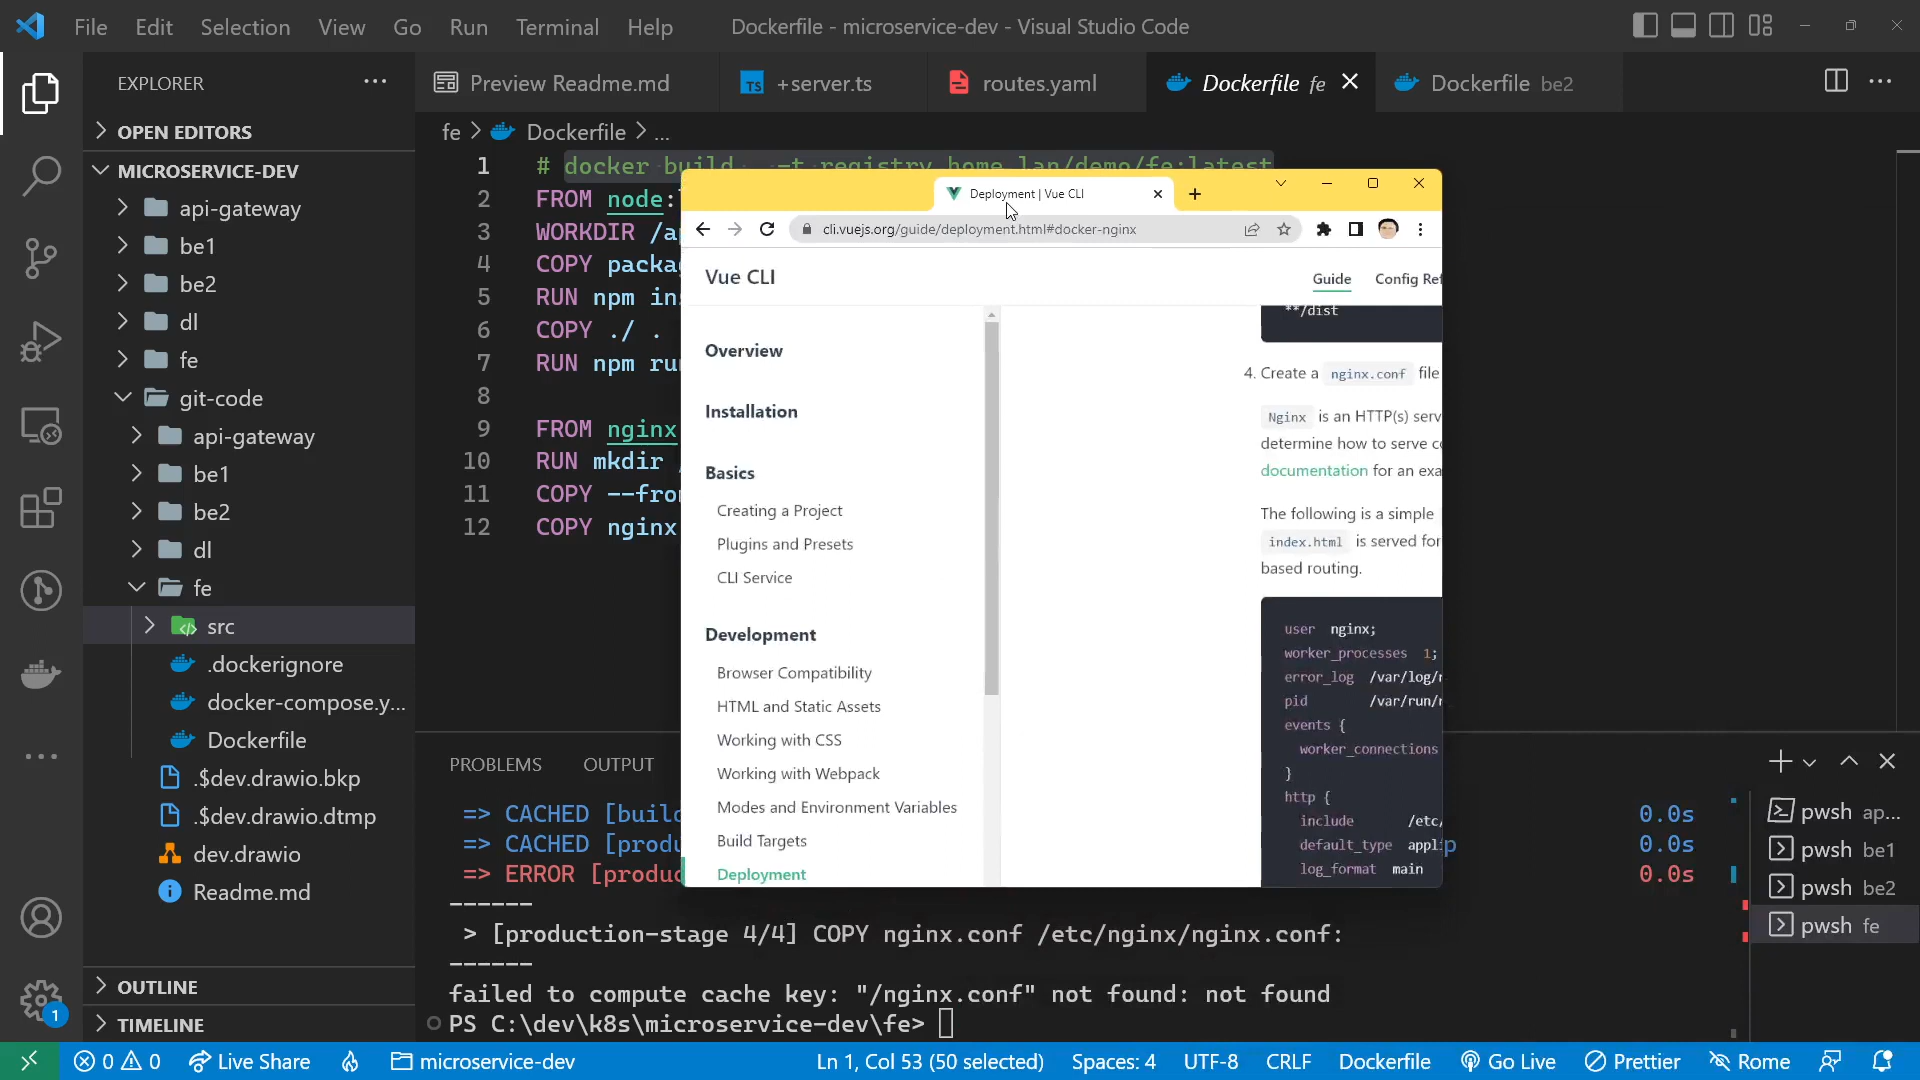 File Edit Selection View Go Run Terminal Help
Dockerfile - microservice-dev - Visual Studio Code
EXPLORER
OPEN EDITORS
MICROSERVICE-DEV
api-gateway
be1
be2
dl
fe
git-code
api-gateway
be1
be2
dl
fe
src
.dockerignore
docker-compose.y...
Dockerfile
.$dev.drawio.bkp
.$dev.drawio.dtmp
dev.drawio
Readme.md
OUTLINE
TIMELINE
Preview Readme.md
TS +server.ts
routes.yaml
Dockerfile fe
Dockerfile be2
fe > Dockerfile > ...
1 # docker build . -t registry.home.lan/demo/fe:latest
2 FROM node:
3 WORKDIR /ap
4 COPY packag
5 RUN npm ins
6 COPY ./ .
7 RUN npm run
8
9 FROM nginx
10 RUN mkdir /
11 COPY --from
12 COPY nginx
Deployment | Vue CLI
cli.vuejs.org/guide/deployment.html#docker-nginx
Vue CLI
Guide Config Ref
Overview
Installation
Basics
Creating a Project
Plugins and Presets
CLI Service
Development
Browser Compatibility
HTML and Static Assets
Working with CSS
Working with Webpack
Modes and Environment Variables
Build Targets
Deployment
**/dist
4. Create a nginx.conf file
Nginx is an HTTP(s) serv
determine how to serve co
documentation for an exa
The following is a simple
index.html is served for
based routing.
user nginx;
worker_processes 1;
error_log /var/log/n
pid /var/run/n
events {
worker_connections
}
http {
include /etc/
default_type appli
log_format main
PROBLEMS OUTPUT
=> CACHED [build 0.0s
=> CACHED [produ p 0.0s
=> ERROR [produc 0.0s
------
> [production-stage 4/4] COPY nginx.conf /etc/nginx/nginx.conf:
------
failed to compute cache key: "/nginx.conf" not found: not found
PS C:\dev\k8s\microservice-dev\fe>
pwsh ap...
pwsh be1
pwsh be2
pwsh fe
1
0 0 Live Share microservice-dev Ln 1, Col 53 (50 selected) Spaces: 4 UTF-8 CRLF Dockerfile Go Live Prettier Rome